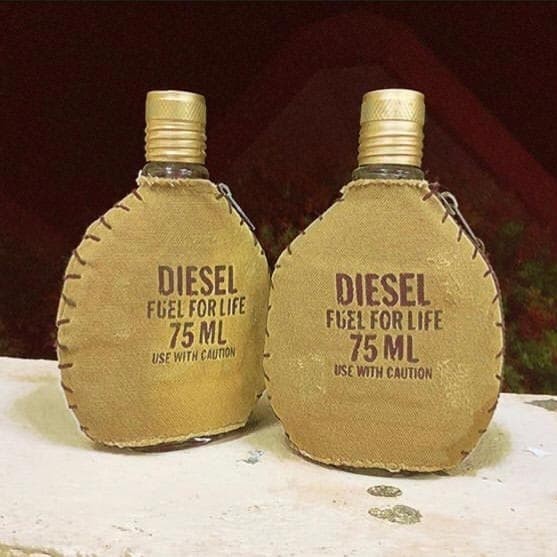 DIESEL
FUEL FOR LIFE
75 ML
USE WITH CAUTION
DIESEL
FUEL FOR LIFE
75 ML
USE WITH CAUTION